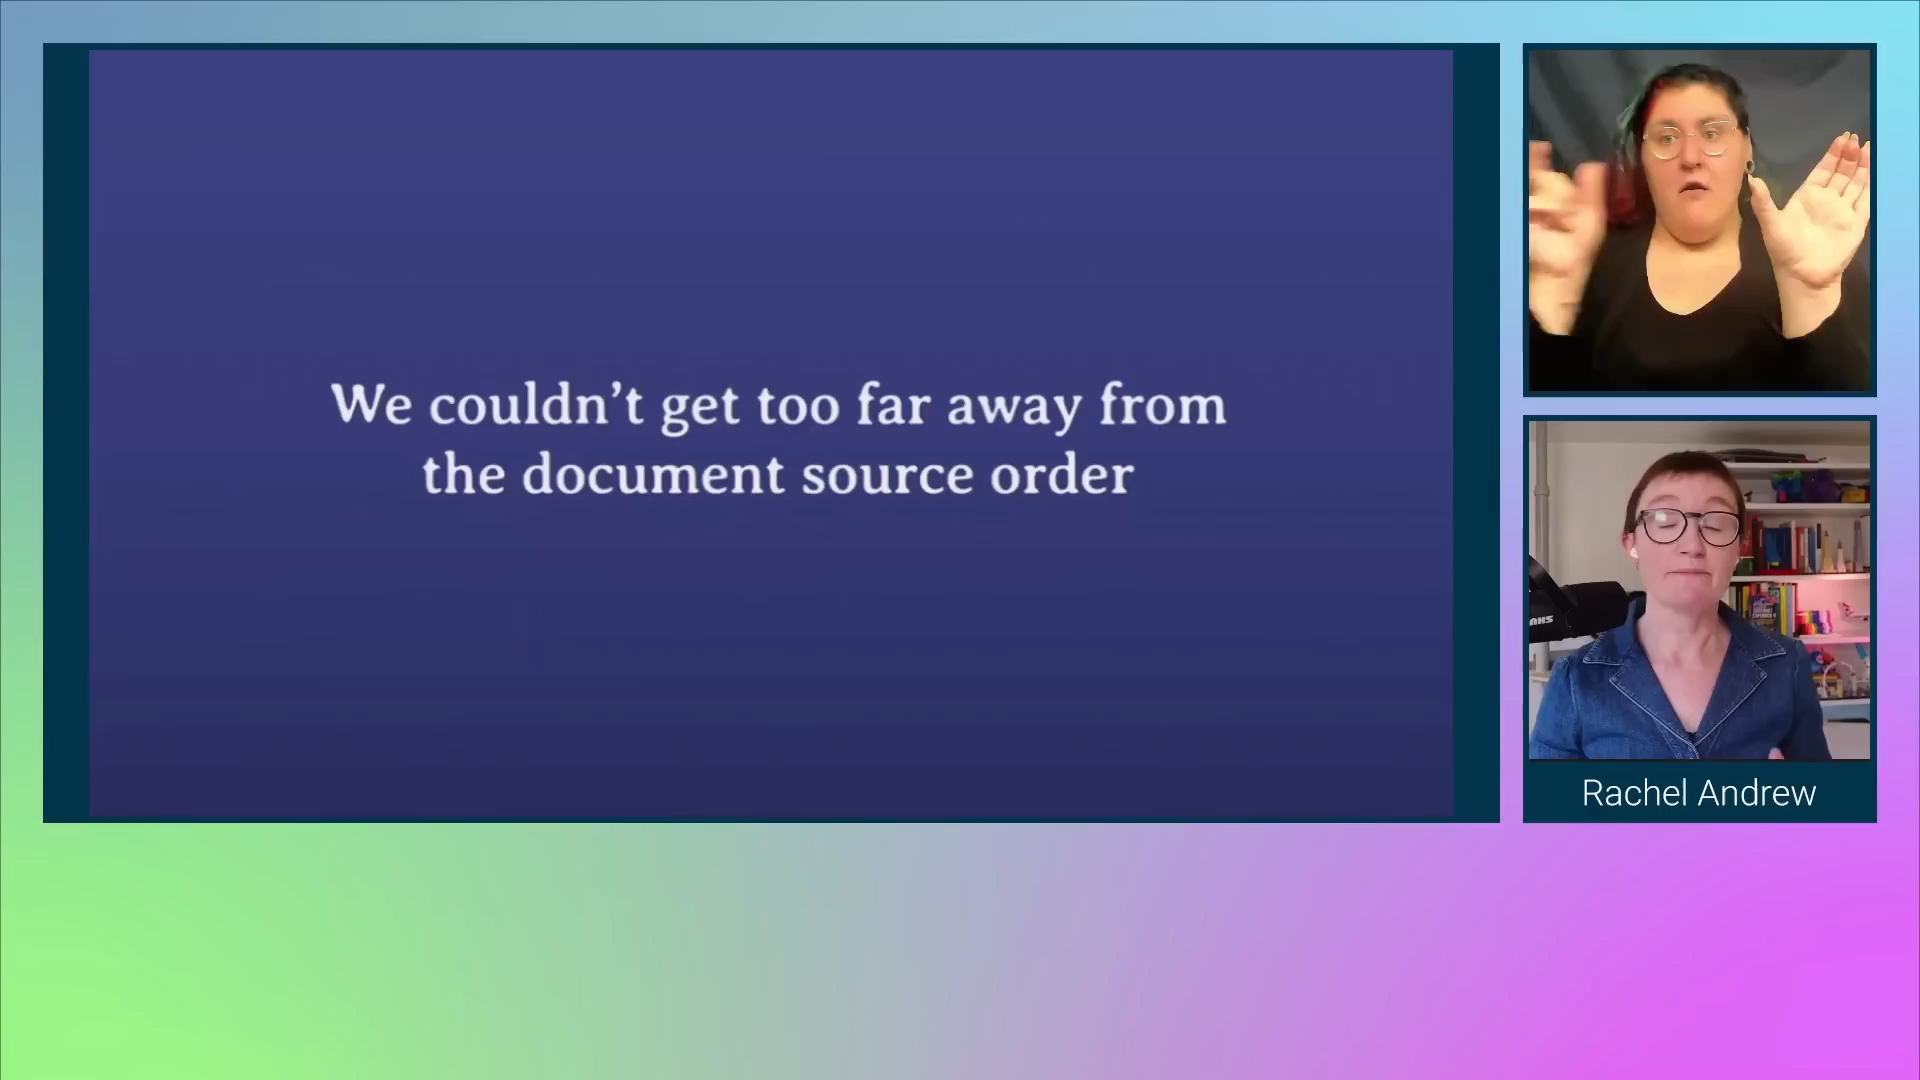 We couldn’t get too far away from
the document source order
Rachel Andrew